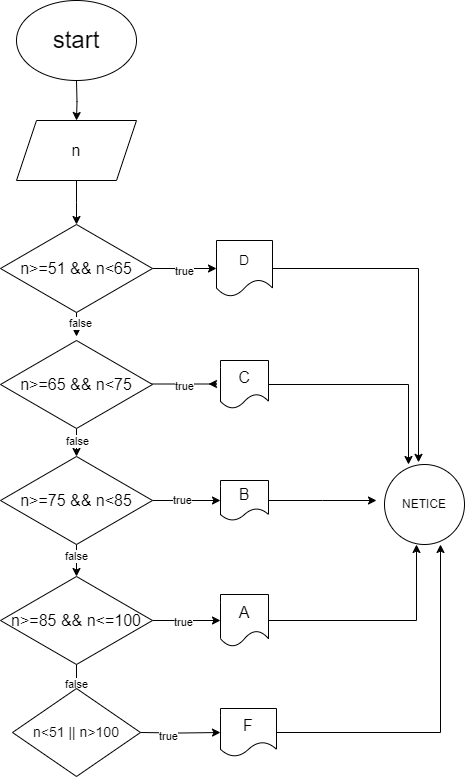 start
n
n>=51 && n<65
true
D
false
n>=65 && n<75
true
C
false
n>=75 && n<85
true
B
NETICE
false
n>=85 && n<=100
true
A
false
n<51 || n>100
true
F